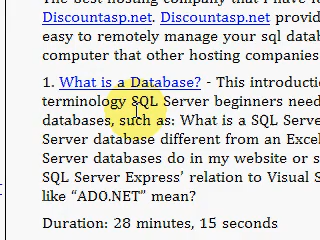 The best hosting company that I have
Discountasp.net. Discountasp.net provid
easy to remotely manage your sql datab
computer that other hosting companies
1. What is a Database? - This introducti
terminology SQL Server beginners need
databases, such as: What is a SQL Serve
Server database different from an Excel
Server databases do in my website or s
SQL Server Express’ relation to Visual S
like “ADO.NET” mean?
Duration: 28 minutes, 15 seconds